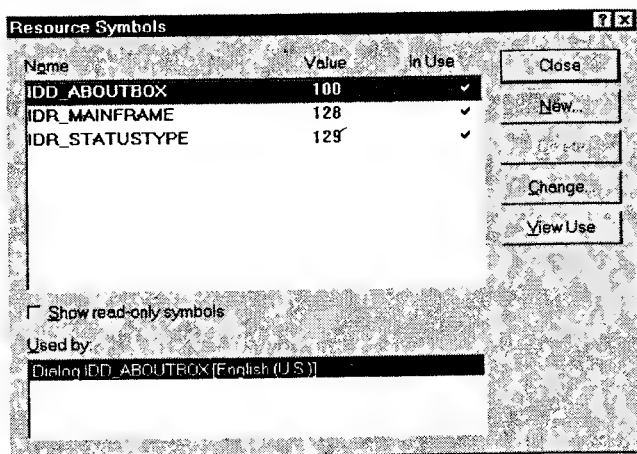 Resource Symbols
Name Value In Use
IDD_ABOUTBOX 100
IDR_MAINFRAME 128
IDR_STATUSTYPE 129
Close
New...
Delete
Change...
View Use
Show read-only symbols
Used by:
Dialog IDD_ABOUTBOX [English (U.S.)]